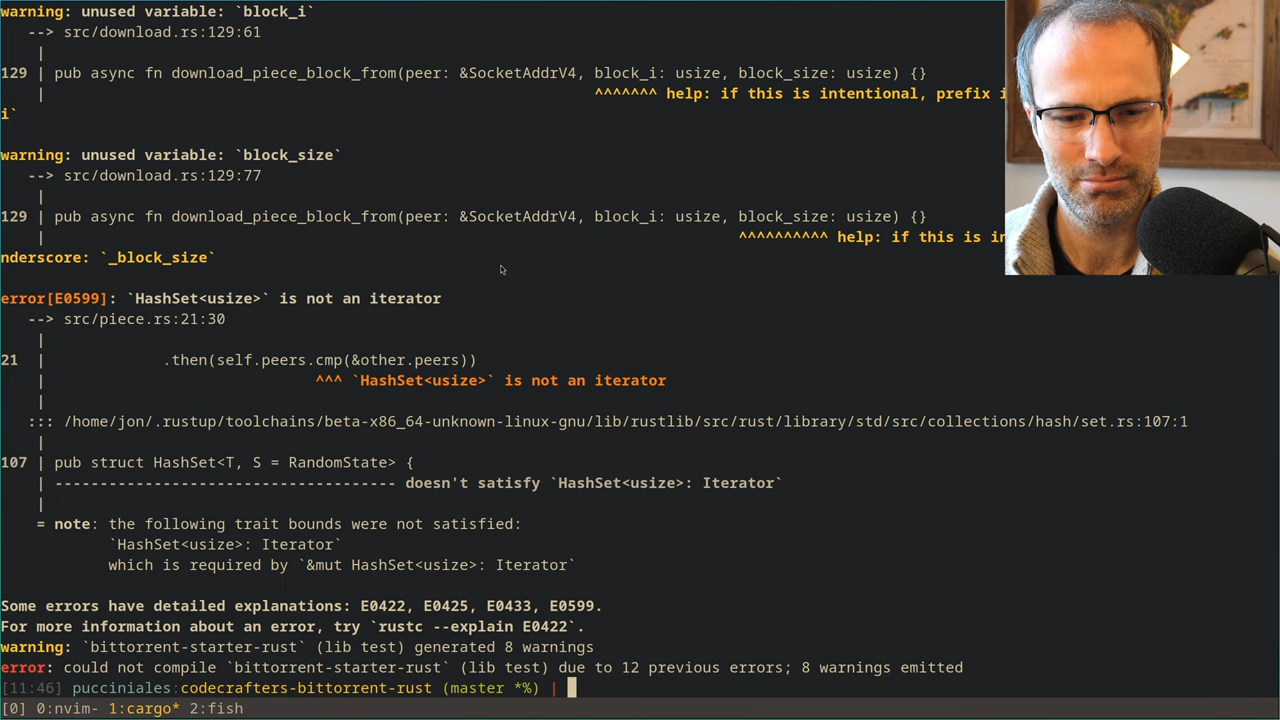 warning: unused variable: `block_i`
--> src/download.rs:129:61
|
129 | pub async fn download_piece_block_from(peer: &SocketAddrV4, block_i: usize, block_size: usize) {}
| ^^^^^^^ help: if this is intentional, prefix i
i`
warning: unused variable: `block_size`
--> src/download.rs:129:77
|
129 | pub async fn download_piece_block_from(peer: &SocketAddrV4, block_i: usize, block_size: usize) {}
| ^^^^^^^^^^ help: if this is in
nderscore: `_block_size`
error[E0599]: `HashSet<usize>` is not an iterator
--> src/piece.rs:21:30
|
21 | .then(self.peers.cmp(&other.peers))
| ^^^ `HashSet<usize>` is not an iterator
|
::: /home/jon/.rustup/toolchains/beta-x86_64-unknown-linux-gnu/lib/rustlib/src/rust/library/std/src/collections/hash/set.rs:107:1
|
107 | pub struct HashSet<T, S = RandomState> {
| -------------------------------------- doesn't satisfy `HashSet<usize>: Iterator`
|
= note: the following trait bounds were not satisfied:
`HashSet<usize>: Iterator`
which is required by `&mut HashSet<usize>: Iterator`
Some errors have detailed explanations: E0422, E0425, E0433, E0599.
For more information about an error, try `rustc --explain E0422`.
warning: `bittorrent-starter-rust` (lib test) generated 8 warnings
error: could not compile `bittorrent-starter-rust` (lib test) due to 12 previous errors; 8 warnings emitted
[11:46] pucciniales:codecrafters-bittorrent-rust (master *%) |
[0] 0:nvim- 1:cargo* 2:fish